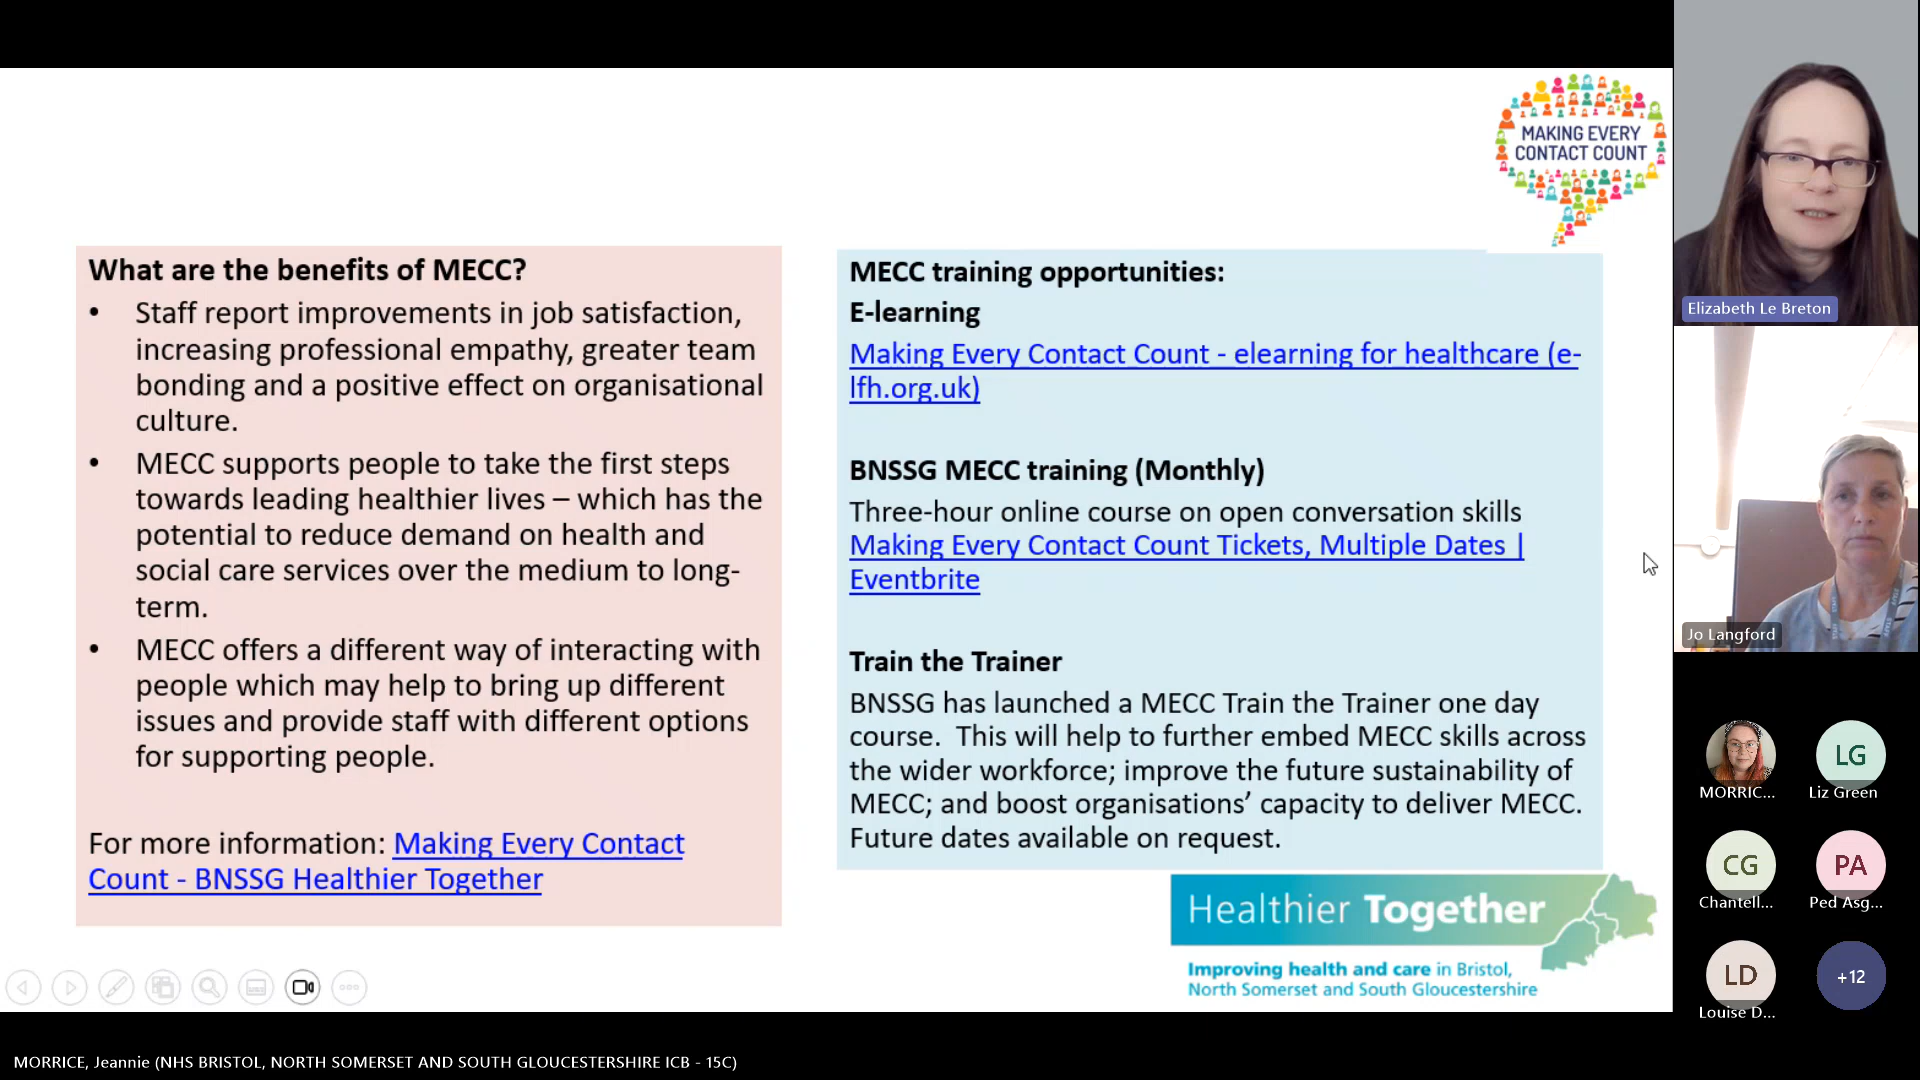 MAKING EVERY
CONTACT COUNT
What are the benefits of MECC?
• Staff report improvements in job satisfaction,
increasing professional empathy, greater team
bonding and a positive effect on organisational
culture.
• MECC supports people to take the first steps
towards leading healthier lives – which has the
potential to reduce demand on health and
social care services over the medium to long-
term.
• MECC offers a different way of interacting with
people which may help to bring up different
issues and provide staff with different options
for supporting people.
For more information: Making Every Contact
Count - BNSSG Healthier Together
MECC training opportunities:
E-learning
Making Every Contact Count - elearning for healthcare (e-
lfh.org.uk)
BNSSG MECC training (Monthly)
Three-hour online course on open conversation skills
Making Every Contact Count Tickets, Multiple Dates |
Eventbrite
Train the Trainer
BNSSG has launched a MECC Train the Trainer one day
course.  This will help to further embed MECC skills across
the wider workforce; improve the future sustainability of
MECC; and boost organisations’ capacity to deliver MECC.
Future dates available on request.
Healthier Together
Improving health and care in Bristol,
North Somerset and South Gloucestershire
Elizabeth Le Breton
Jo Langford
MORRIC...
LG
Liz Green
CG
Chantell...
PA
Ped Asg...
LD
Louise D...
+12
MORRICE, Jeannie (NHS BRISTOL, NORTH SOMERSET AND SOUTH GLOUCESTERSHIRE ICB - 15C)